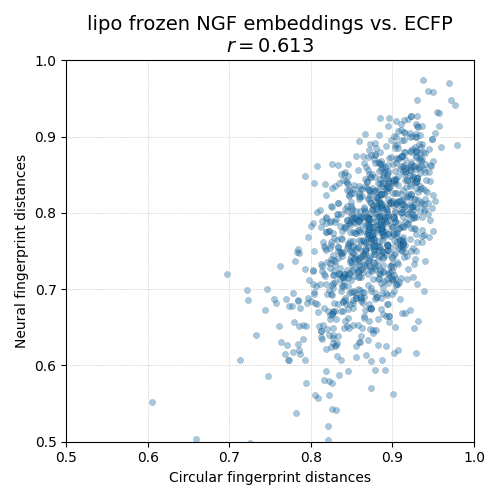 lipo frozen NGF embeddings vs. ECFP
r = 0.613
1.0
0.9
0.8
0.7
0.6
0.5
Neural fingerprint distances
0.5 0.6 0.7 0.8 0.9 1.0
Circular fingerprint distances